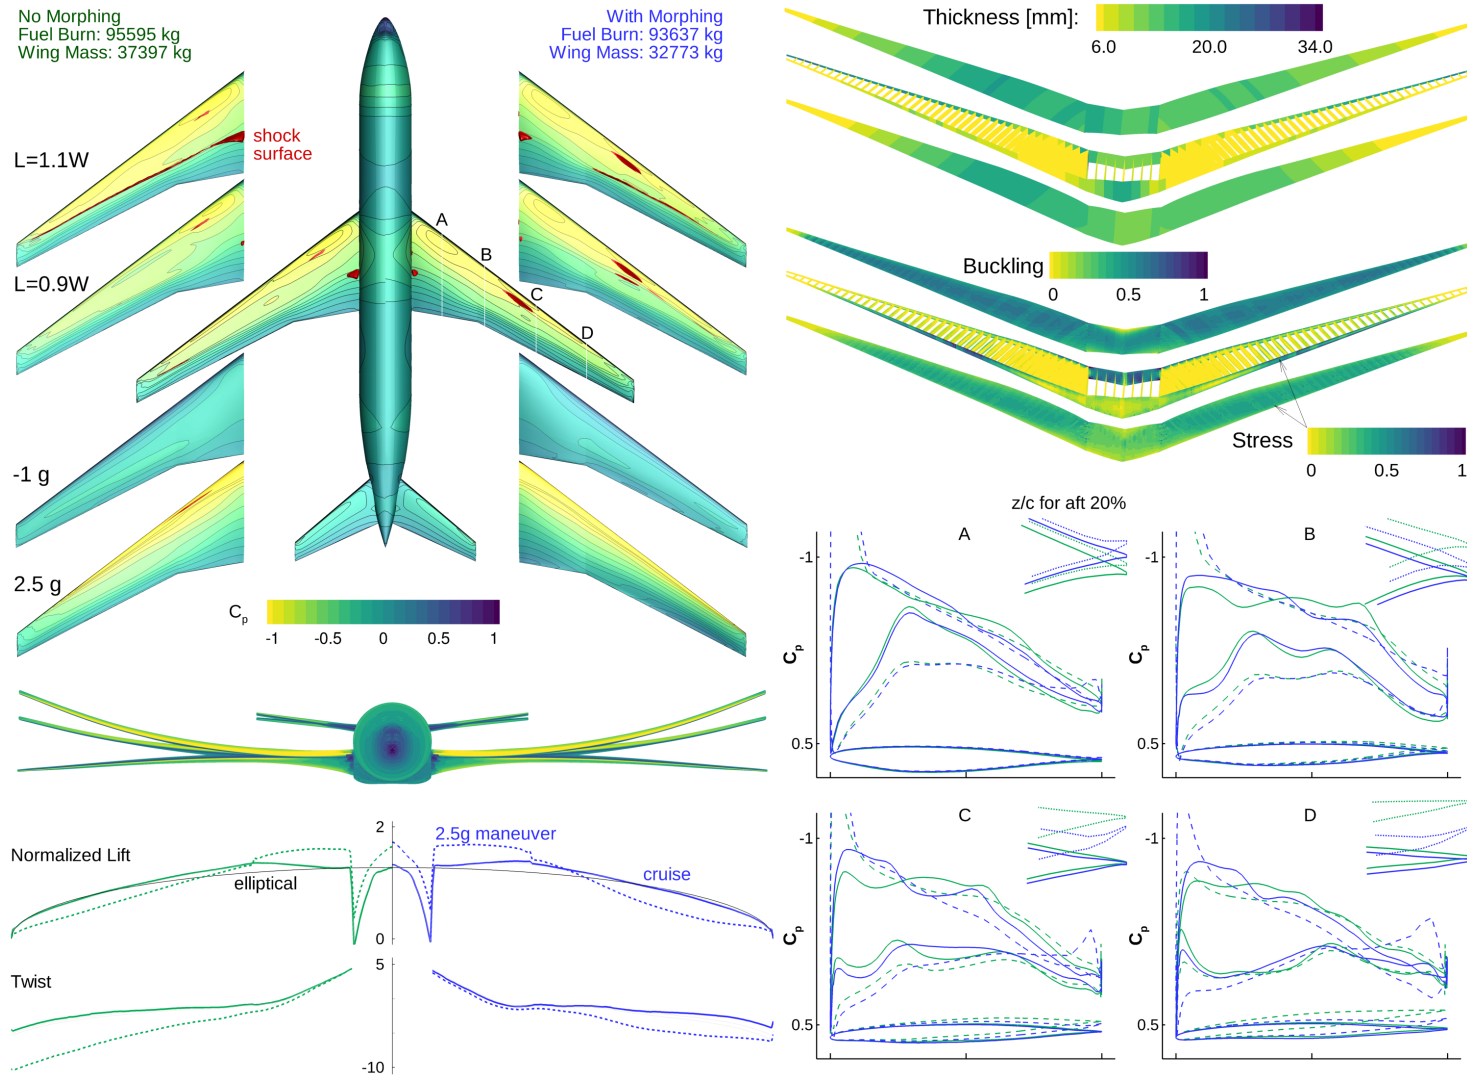 No Morphing
Fuel Burn: 95595 kg
Wing Mass: 37397 kg
With Morphing
Fuel Burn: 93637 kg
Wing Mass: 32773 kg
L=1.1W
shock
surface
L=0.9W
-1 g
2.5 g
A
B
C
D
Cp
-1 -0.5 0 0.5 1
Normalized Lift
2
0
2.5g maneuver
elliptical
cruise
Twist
5
-10
Thickness [mm]:
6.0 20.0 34.0
Buckling
0 0.5 1
Stress
0 0.5 1
z/c for aft 20%
A
-1
Cp
0.5
B
-1
Cp
0.5
C
-1
Cp
0.5
D
-1
Cp
0.5